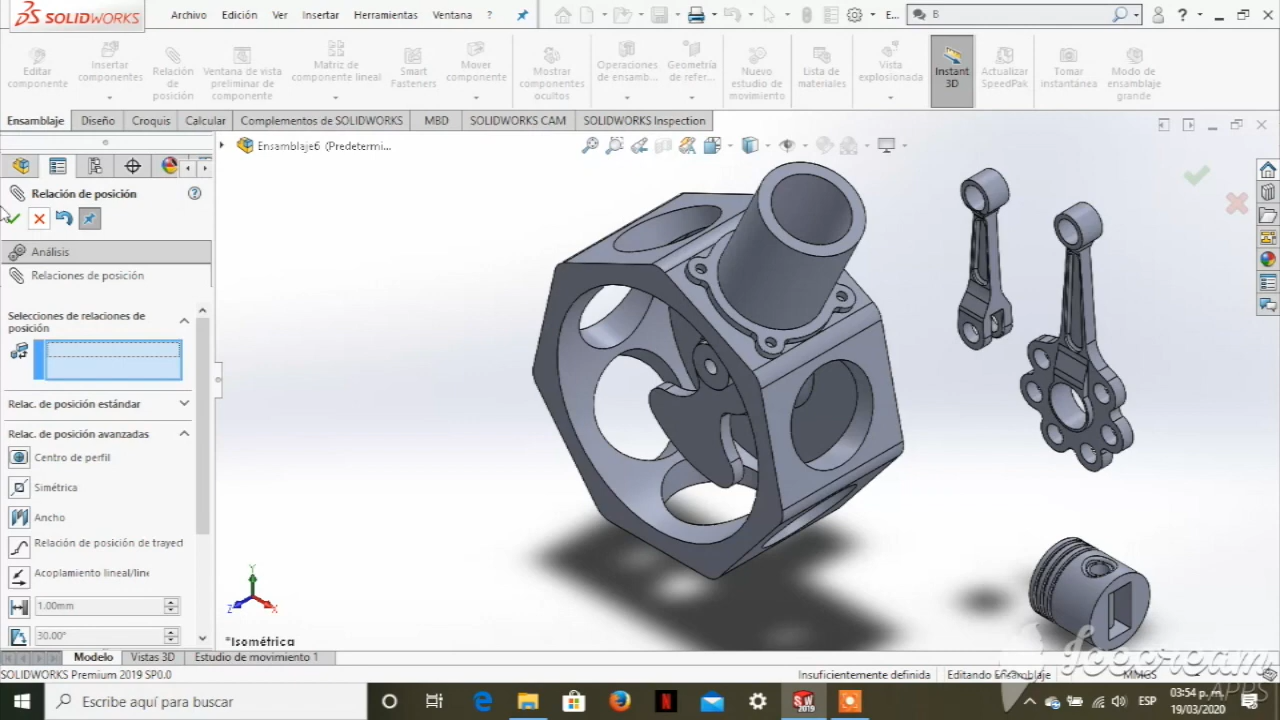 SOLIDWORKS
Archivo Edición Ver Insertar Herramientas Ventana ?
E... B ?
Editar componente
Insertar componentes
Relación de posición
Ventana de vista preliminar de componente
Matriz de componente lineal
Smart Fasteners
Mover componente
Mostrar componentes ocultos
Operaciones de ensamb...
Geometría de refer...
Nuevo estudio de movimiento
Lista de materiales
Vista explosionada
Instant 3D
Actualizar SpeedPak
Tomar instantánea
Modo de ensamblaje grande
Ensamblaje Diseño Croquis Calcular Complementos de SOLIDWORKS MBD SOLIDWORKS CAM SOLIDWORKS Inspection
Ensamblaje6 (Predetermi...
Relación de posición
Análisis
Relaciones de posición
Selecciones de relaciones de
posición
Relac. de posición estándar
Relac. de posición avanzadas
Centro de perfil
Simétrica
Ancho
Relación de posición de trayect
Acoplamiento lineal/line
1.00mm
30.00°
Y
Z X
*Isométrica
Modelo Vistas 3D Estudio de movimiento 1
SOLIDWORKS Premium 2019 SP0.0 Insuficientemente definida Editando Ensamblaje MMGS
Escribe aquí para buscar
SW 2019
ESP
03:54 p.m.
19/03/2020
Icecream
APPS